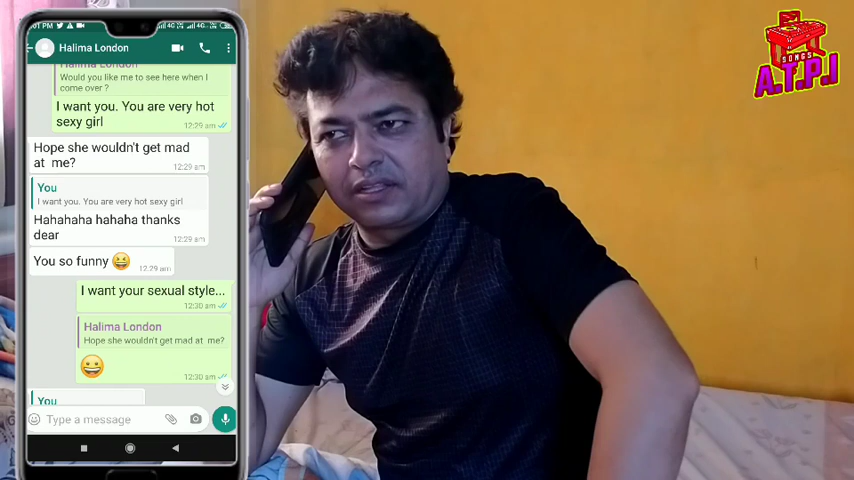 :01 PM
4G 4G
Halima London
Halima London
Would you like me to see here when I
come over ?
I want you. You are very hot
sexy girl
12:29 am
Hope she wouldn't get mad
at me?
12:29 am
You
I want you. You are very hot sexy girl
Hahahaha hahaha thanks
dear
12:29 am
You so funny 😆
12:29 am
I want your sexual style...
12:30 am
Halima London
Hope she wouldn't get mad at me?
😀
12:30 am
You
Type a message
SONGS
A.T.P.I